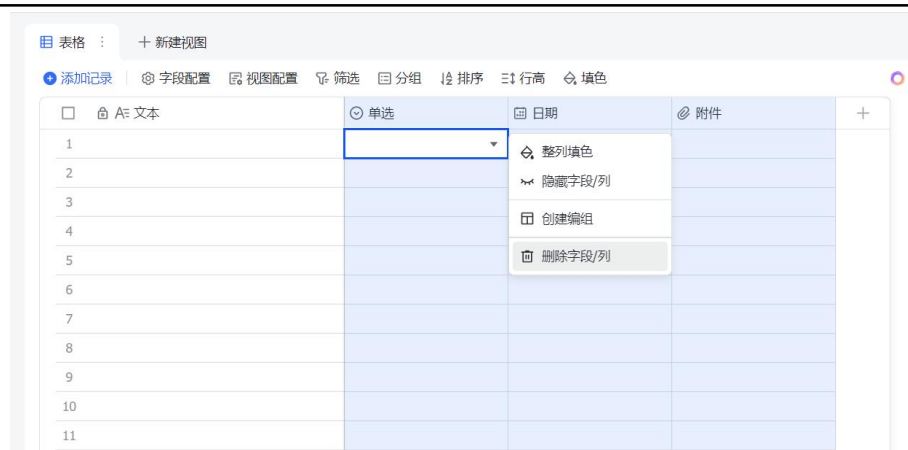 表格 新建视图
添加记录 字段配置 视图配置 筛选 分组 排序 行高 填色
文本 单选 日期 附件
1
整列填色
2
隐藏字段/列
3
创建编组
4
5
删除字段/列
6
7
8
9
10
11